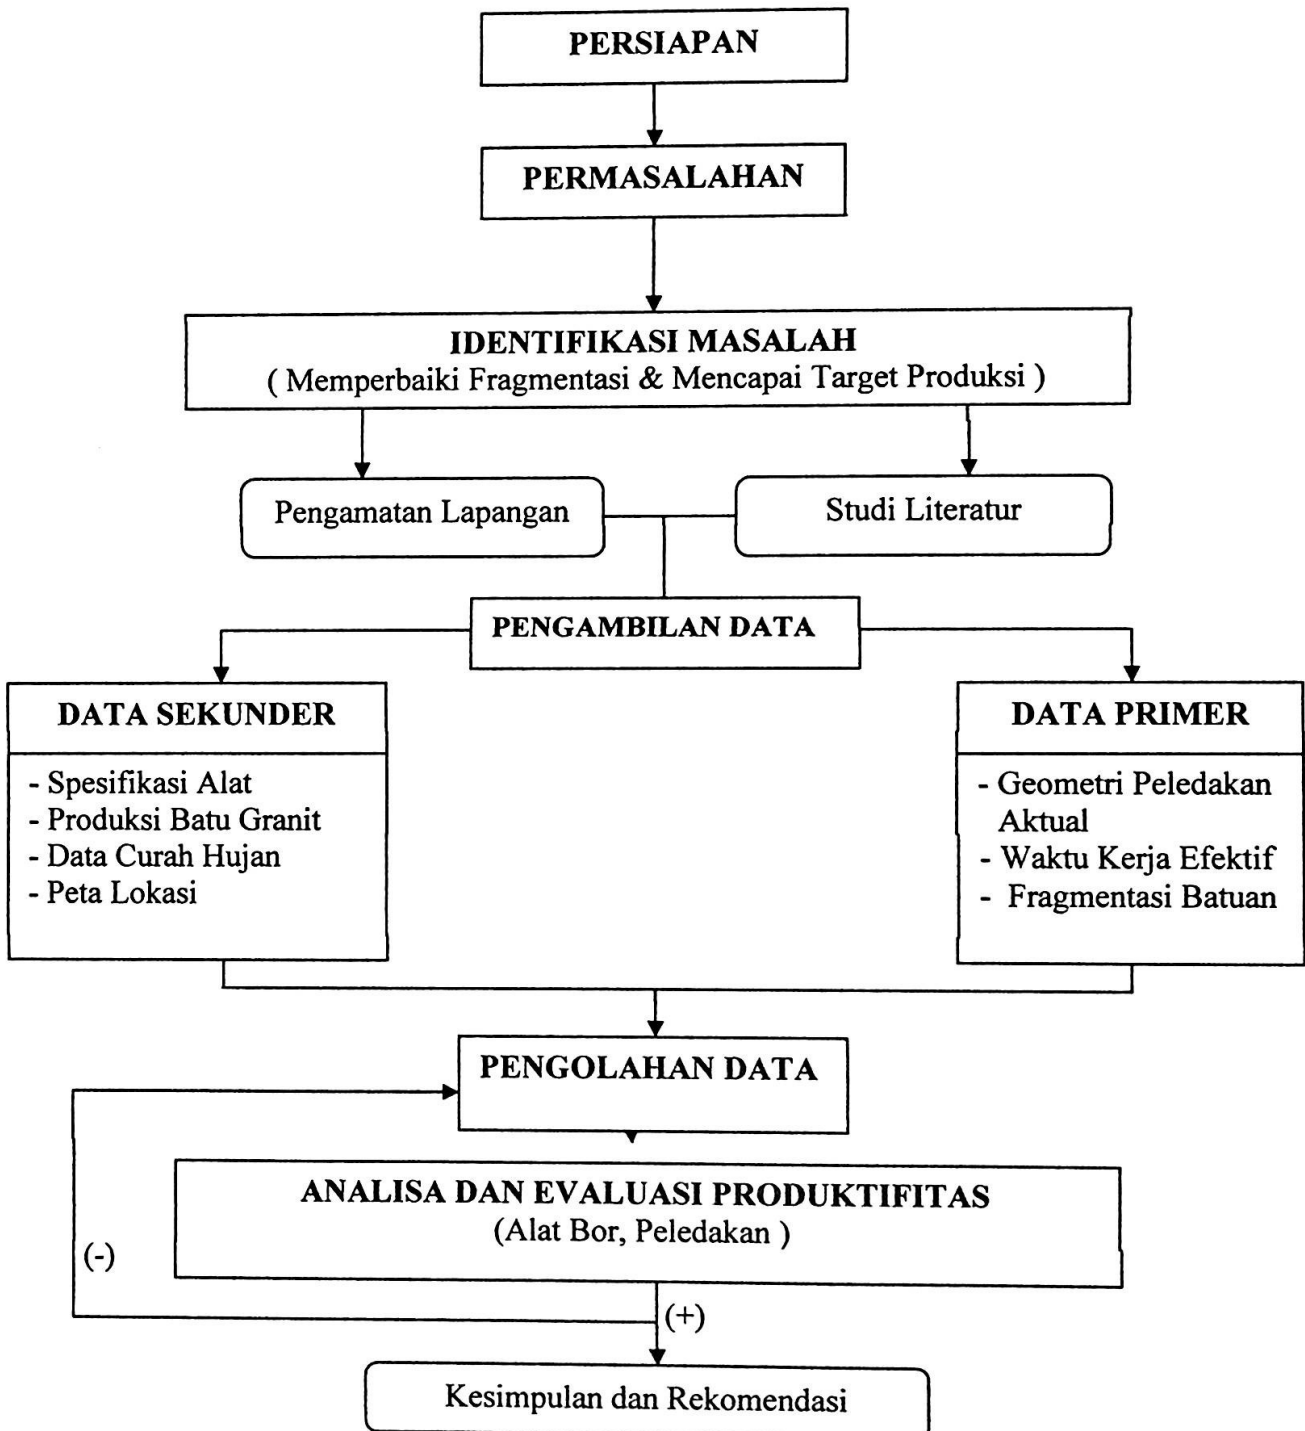 PERSIAPAN
PERMASALAHAN
IDENTIFIKASI MASALAH
( Memperbaiki Fragmentasi & Mencapai Target Produksi )
Pengamatan Lapangan
Studi Literatur
PENGAMBILAN DATA
DATA SEKUNDER
- Spesifikasi Alat
- Produksi Batu Granit
- Data Curah Hujan
- Peta Lokasi
DATA PRIMER
- Geometri Peledakan
Aktual
- Waktu Kerja Efektif
- Fragmentasi Batuan
PENGOLAHAN DATA
ANALISA DAN EVALUASI PRODUKTIFITAS
(Alat Bor, Peledakan )
(-)
(+)
Kesimpulan dan Rekomendasi